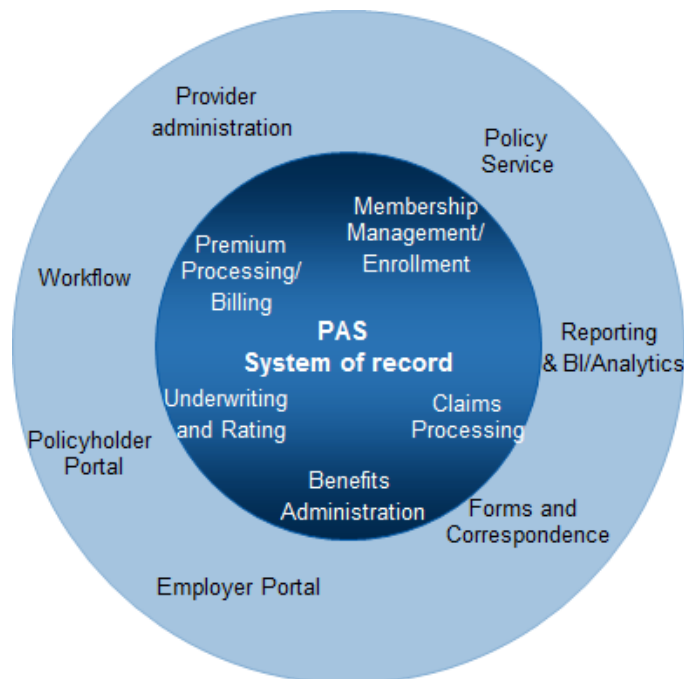 Provider
administration
Policy
Service
Membership
Management/
Enrollment
Premium
Processing/
Billing
Workflow
PAS
System of record
Reporting
& BI/Analytics
Underwriting
and Rating
Claims
Processing
Policyholder
Portal
Benefits
Administration
Forms and
Correspondence
Employer Portal